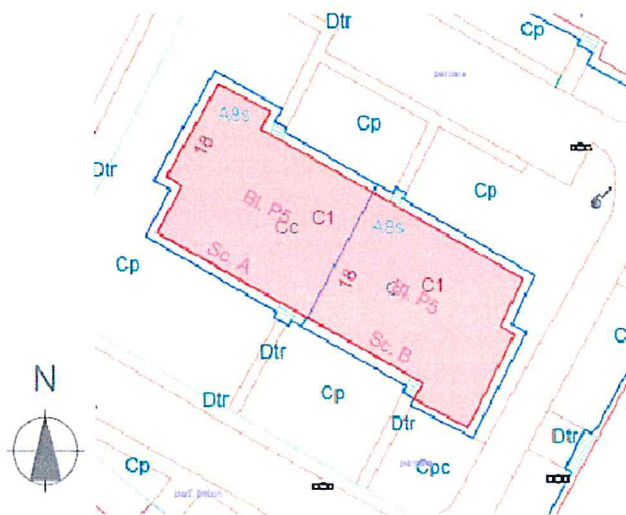 Dtr
Cp
parcare
A8s
Cp
18
Dtr
Cp
Bl. P5
C1
Cc
A8s
Cp
Sc. A
18
C1
Bl. P5
Sc. B
Dtr
Cp
N
Dtr
Dtr
Dtr
Cp
Cpc